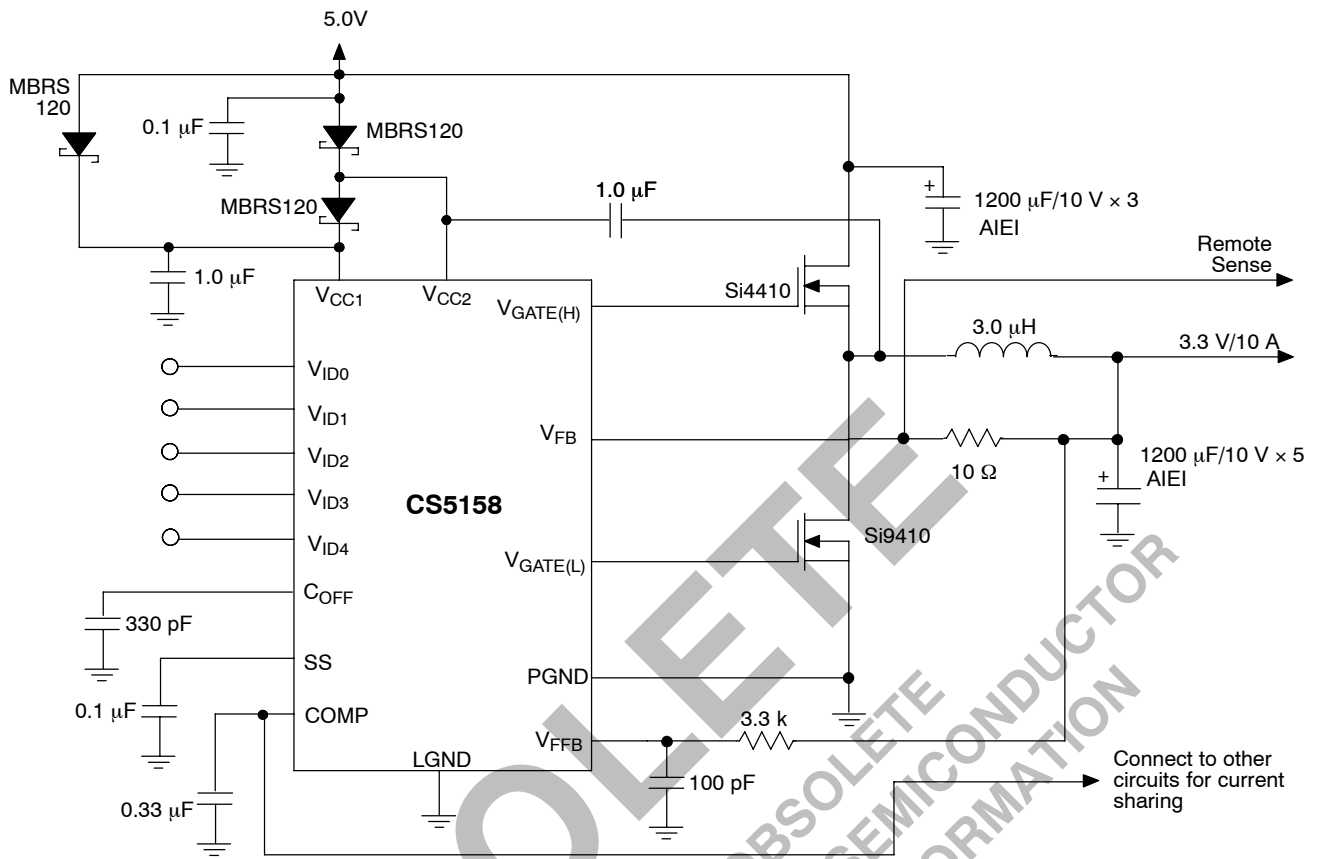 5.0V
MBRS
120
0.1 μF
MBRS120
MBRS120
1.0 μF
1200 μF/10 V × 3
AIEI
Remote
Sense
1.0 μF
VCC1
VCC2
VGATE(H)
Si4410
3.0 μH
3.3 V/10 A
VID0
VID1
VID2
VID3
VID4
VFB
10 Ω
1200 μF/10 V × 5
AIEI
CS5158
Si9410
VGATE(L)
COFF
330 pF
SS
PGND
0.1 μF
COMP
3.3 k
VFFB
LGND
100 pF
0.33 μF
Connect to other
circuits for current
sharing
OLETE
OBSOLETE
SEMICONDUCTOR
ORMATION